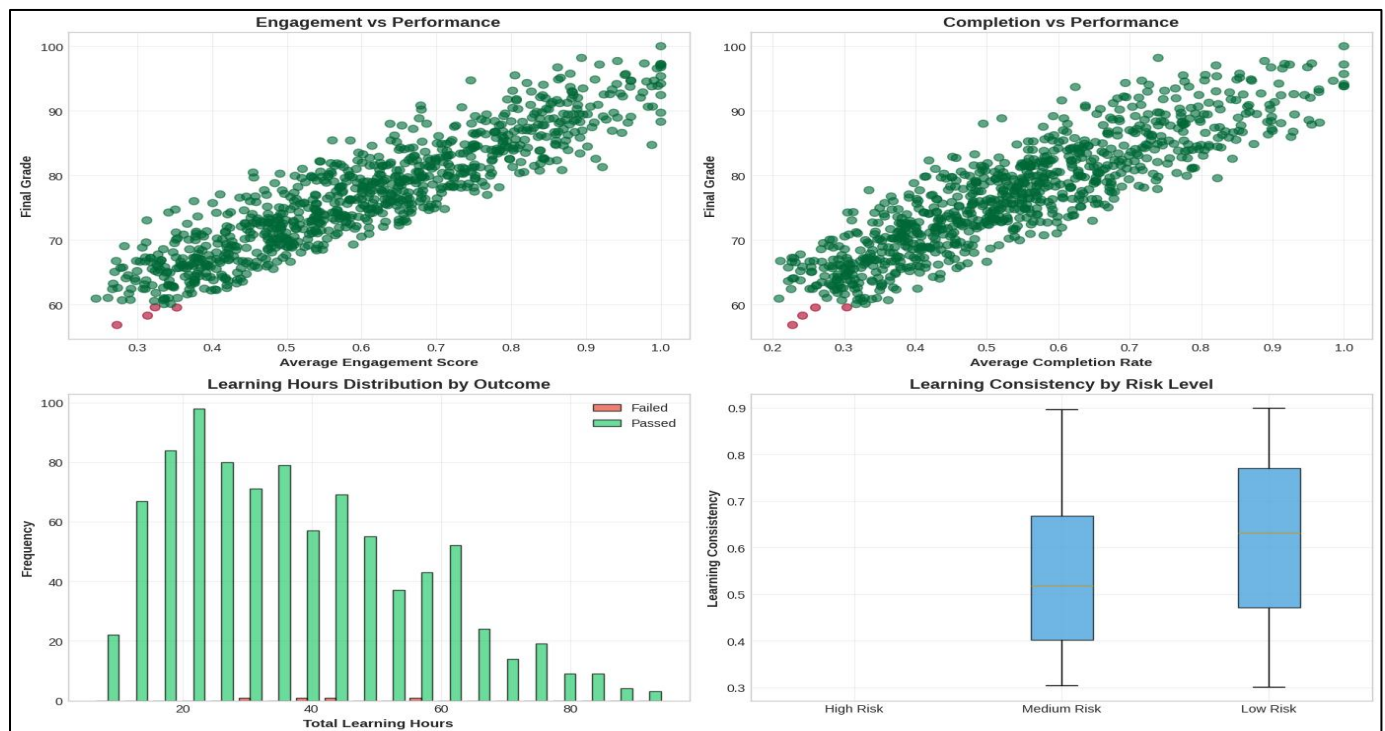 Engagement vs Performance
Final Grade
100
90
80
70
60
0.3 0.4 0.5 0.6 0.7 0.8 0.9 1.0
Average Engagement Score
Completion vs Performance
Final Grade
100
90
80
70
60
0.2 0.3 0.4 0.5 0.6 0.7 0.8 0.9 1.0
Average Completion Rate
Learning Hours Distribution by Outcome
Failed
Passed
Frequency
100
80
60
40
20
0
20 40 60 80
Total Learning Hours
Learning Consistency by Risk Level
Learning Consistency
0.9
0.8
0.7
0.6
0.5
0.4
0.3
High Risk Medium Risk Low Risk